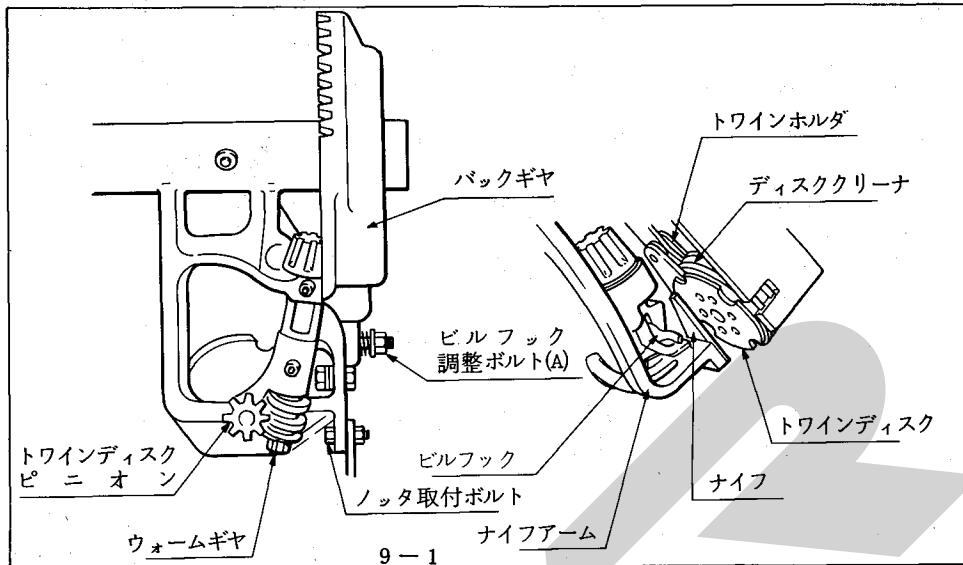 トワインホルダ
ディスククリーナ
バックギヤ
ビルフック
調整ボルト(A)
トワインディスク
トワインディスク
ピニオン
ビルフック
ナイフ
ノッタ取付ボルト
ナイフアーム
ウォームギヤ
9-1